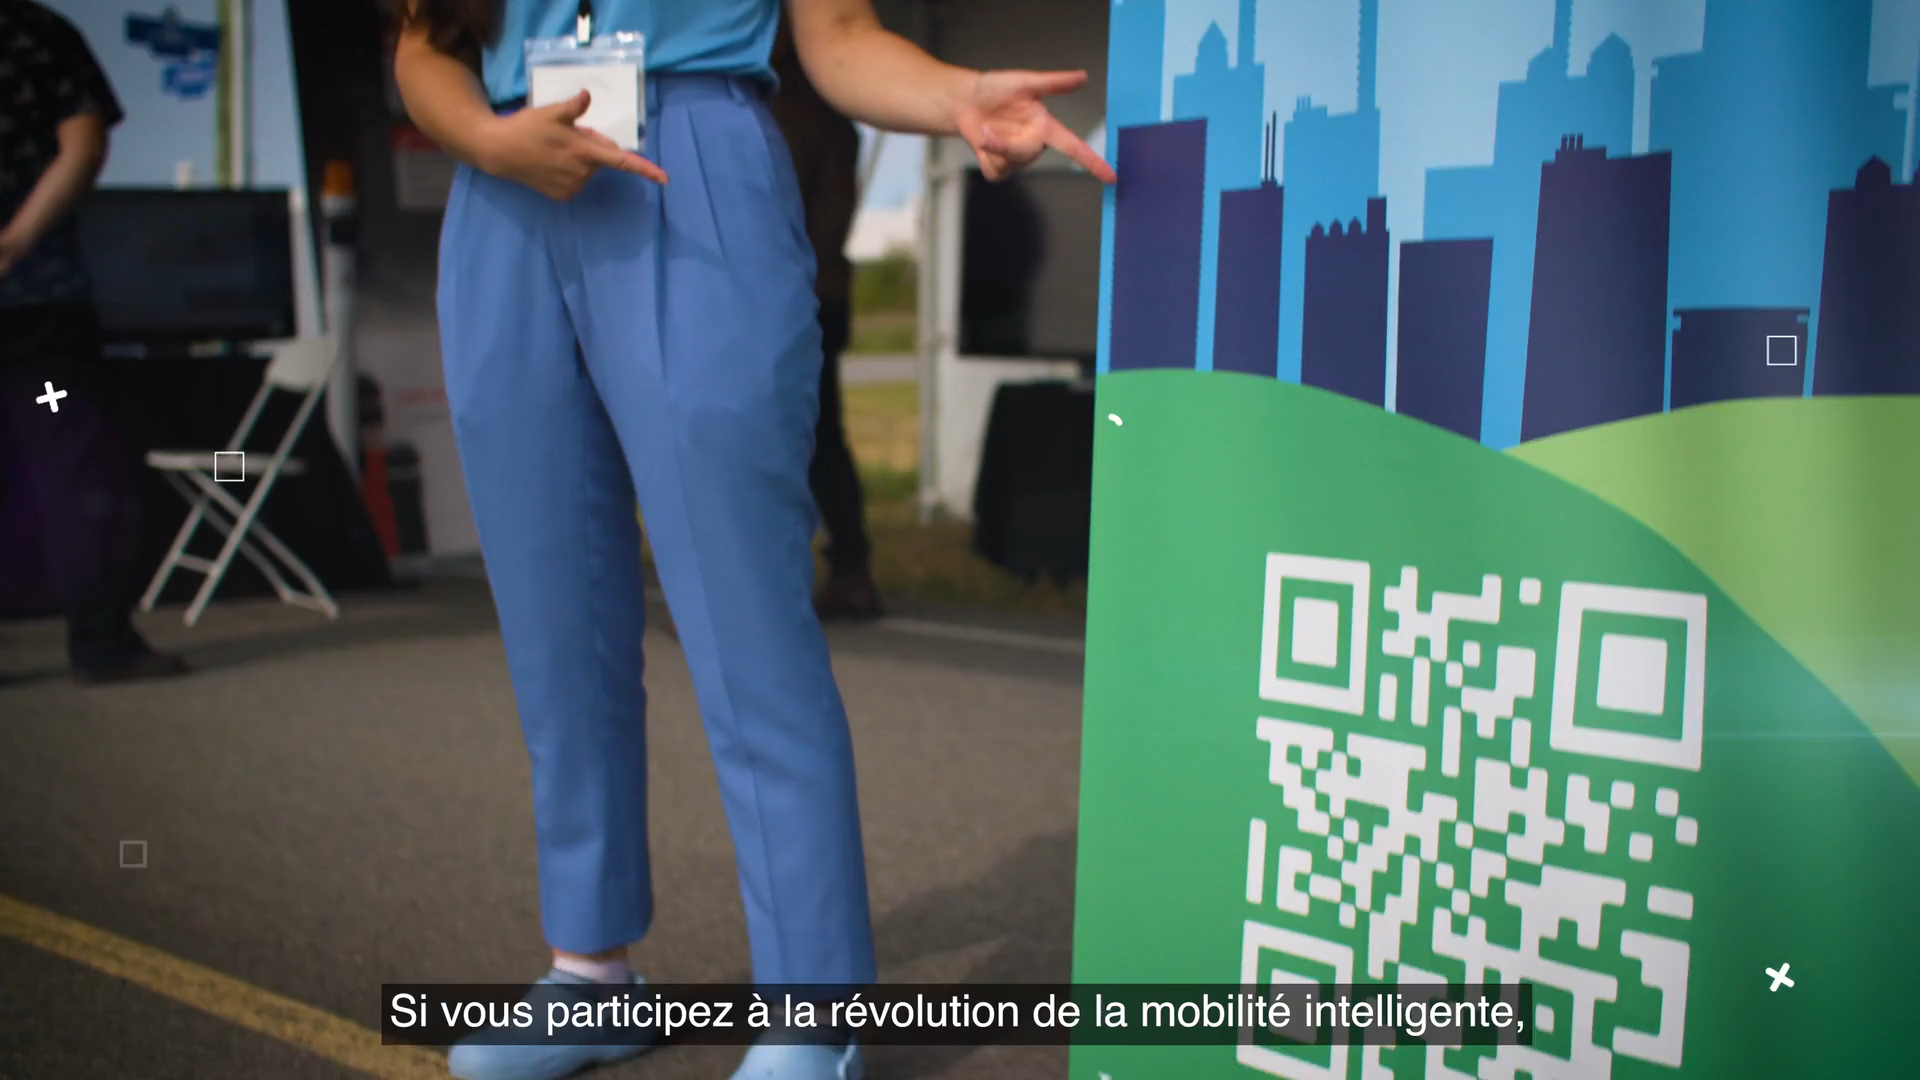 Si vous participez à la révolution de la mobilité intelligente,